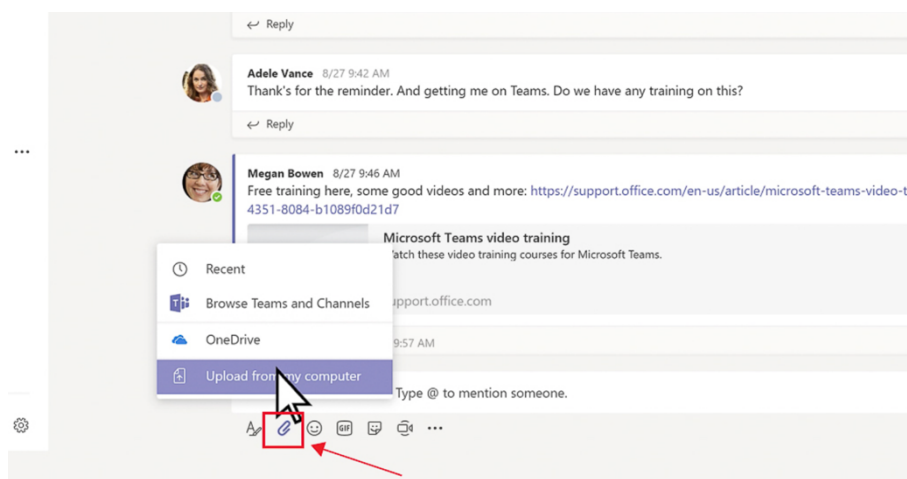 Reply
Adele Vance 8/27 9:42 AM
Thank's for the reminder. And getting me on Teams. Do we have any training on this?
Reply
Megan Bowen 8/27 9:46 AM
Free training here, some good videos and more: https://support.office.com/en-us/article/microsoft-teams-video-t
4351-8084-b1089f0d21d7
Microsoft Teams video training
atch these video training courses for Microsoft Teams.
upport.office.com
Recent
Browse Teams and Channels
OneDrive
9:57 AM
Upload from my computer
Type @ to mention someone.
GIF